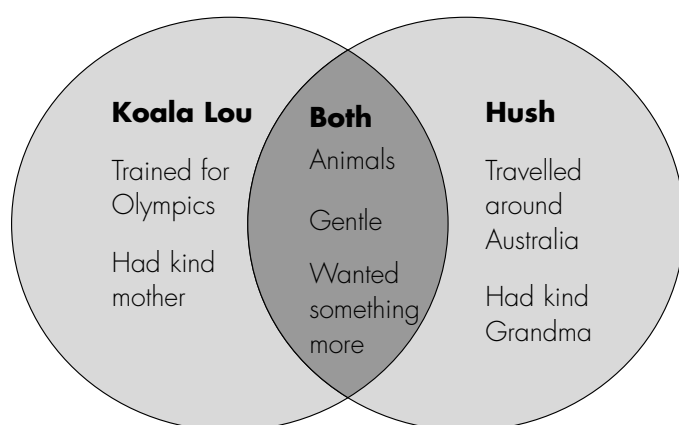 Koala Lou
Trained for
Olympics
Had kind
mother
Both
Animals
Gentle
Wanted
something
more
Hush
Travelled
around
Australia
Had kind
Grandma